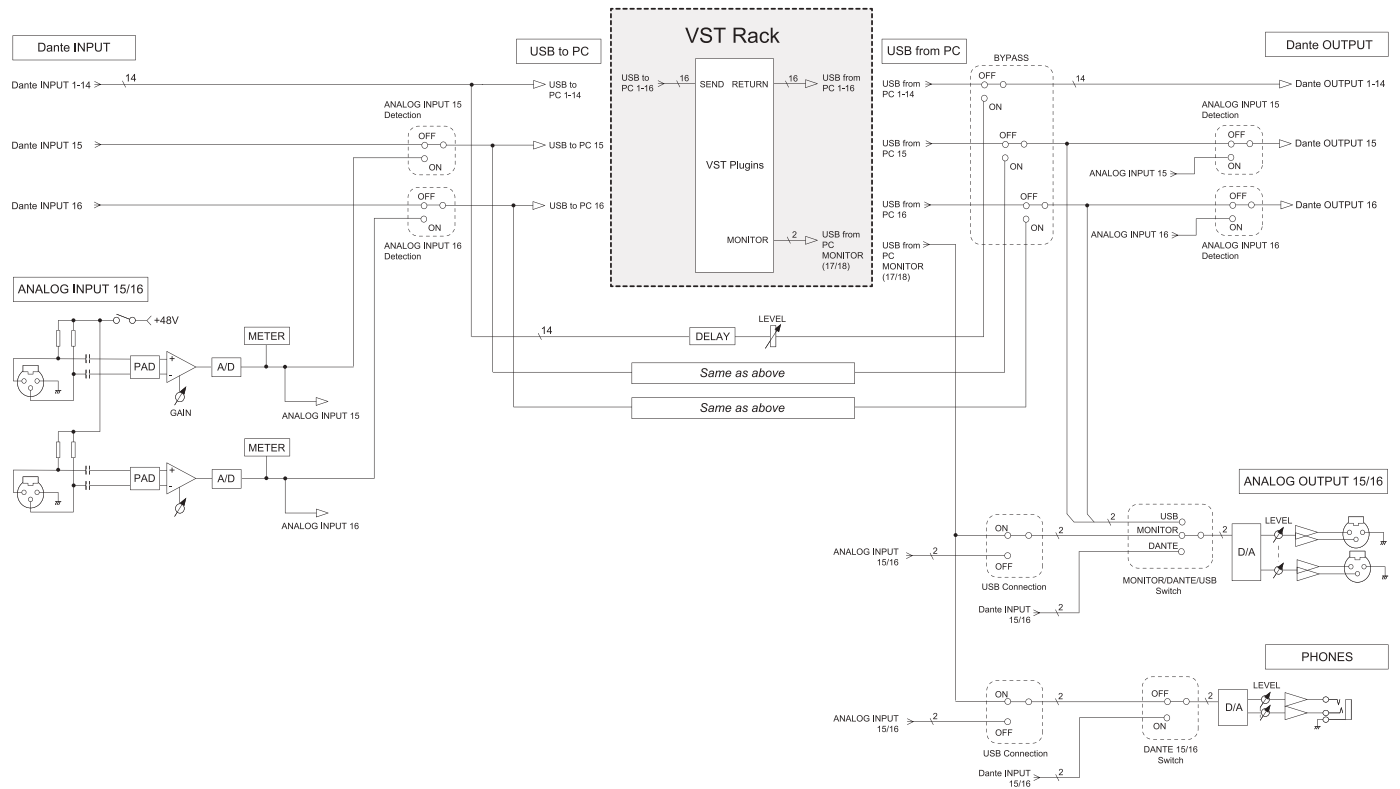 VST Rack
Dante INPUT
USB to PC
USB from PC
Dante OUTPUT
BYPASS
Dante INPUT 1-14
14
USB to
PC 1-14
USB to
PC 1-16
16
SEND
RETURN
16
USB from
PC 1-16
USB from
PC 1-14
OFF
ON
14
Dante OUTPUT 1-14
ANALOG INPUT 15
Detection
OFF
ON
Dante INPUT 15
USB to PC 15
VST Plugins
USB from
PC 15
OFF
ON
ANALOG INPUT 15
Detection
OFF
ON
ANALOG INPUT 15
Dante OUTPUT 15
Dante INPUT 16
OFF
ON
USB to PC 16
ANALOG INPUT 16
Detection
USB from
PC 16
OFF
ON
OFF
ON
ANALOG INPUT 16
Dante OUTPUT 16
ANALOG INPUT 16
Detection
MONITOR
2
USB from
PC
MONITOR
(17/18)
USB from
PC
MONITOR
(17/18)
ANALOG INPUT 15/16
+48V
METER
PAD
+
-
A/D
GAIN
ANALOG INPUT 15
14
DELAY
LEVEL
Same as above
Same as above
METER
PAD
+
-
A/D
ANALOG INPUT 16
ANALOG OUTPUT 15/16
ANALOG INPUT
15/16
2
ON
OFF
USB Connection
2
2
USB
MONITOR
DANTE
MONITOR/DANTE/USB
Switch
2
D/A
LEVEL
Dante INPUT
15/16
2
PHONES
ANALOG INPUT
15/16
2
ON
OFF
USB Connection
2
OFF
ON
DANTE 15/16
Switch
2
D/A
LEVEL
Dante INPUT
15/16
2